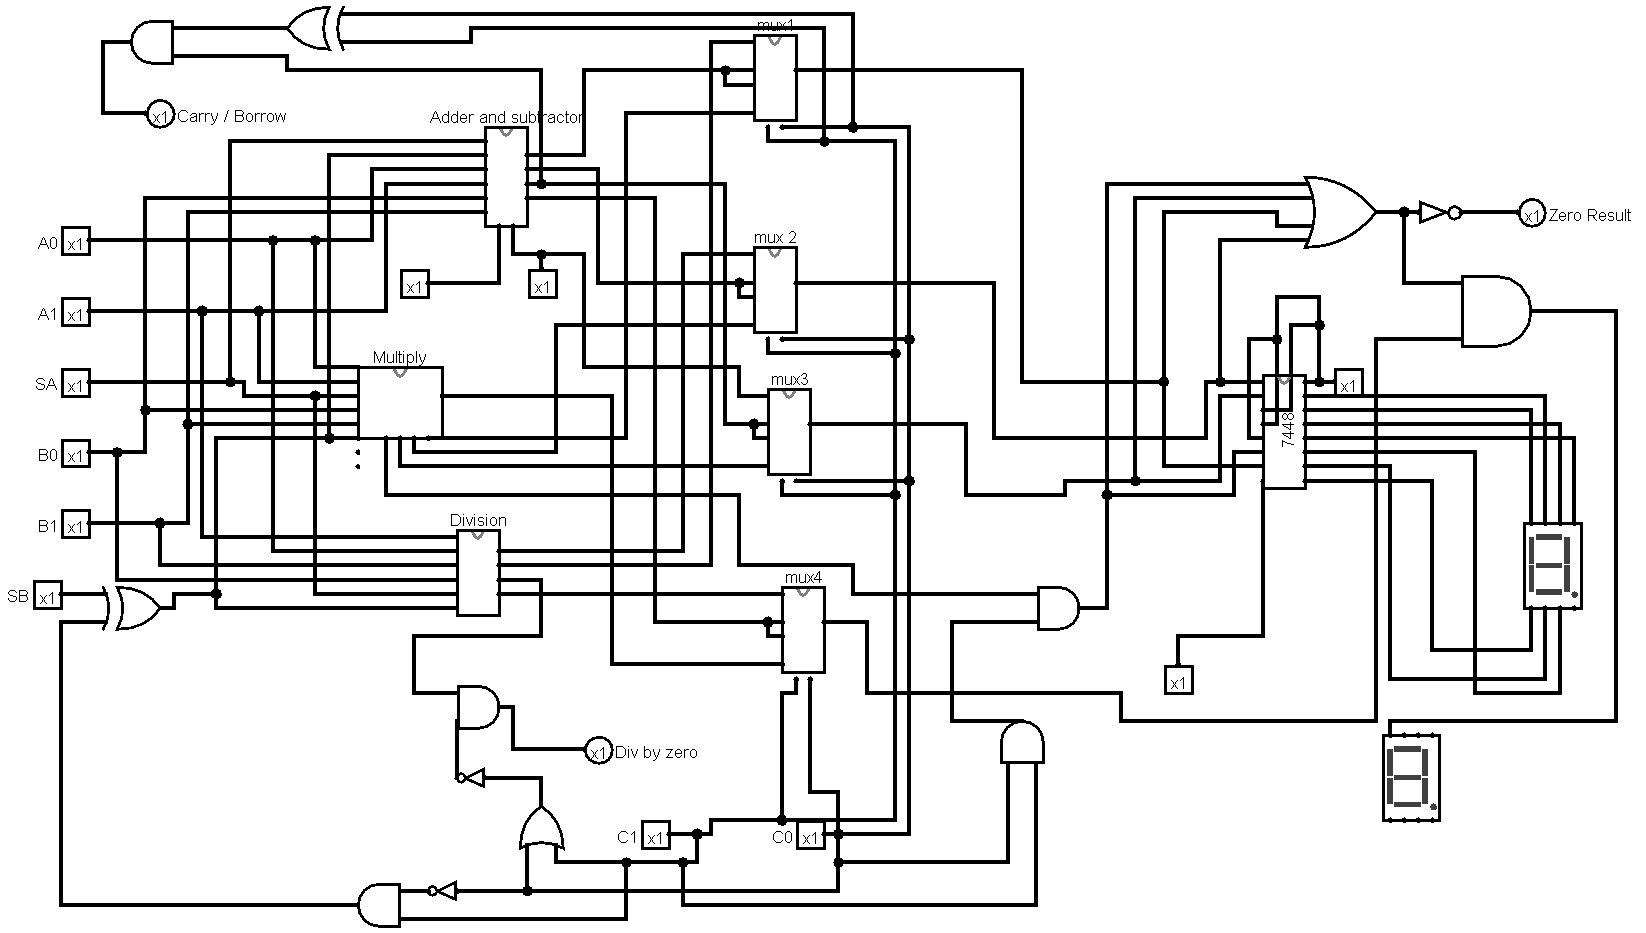 mux1
x1 Carry / Borrow
Adder and subtractor
A0 x1
x1 Zero Result
mux 2
x1
x1
A1 x1
Multiply
SA x1
mux3
x1
7448
B0 x1
B1 x1
Division
SB x1
mux4
x1
x1 Div by zero
C1 x1
C0 x1